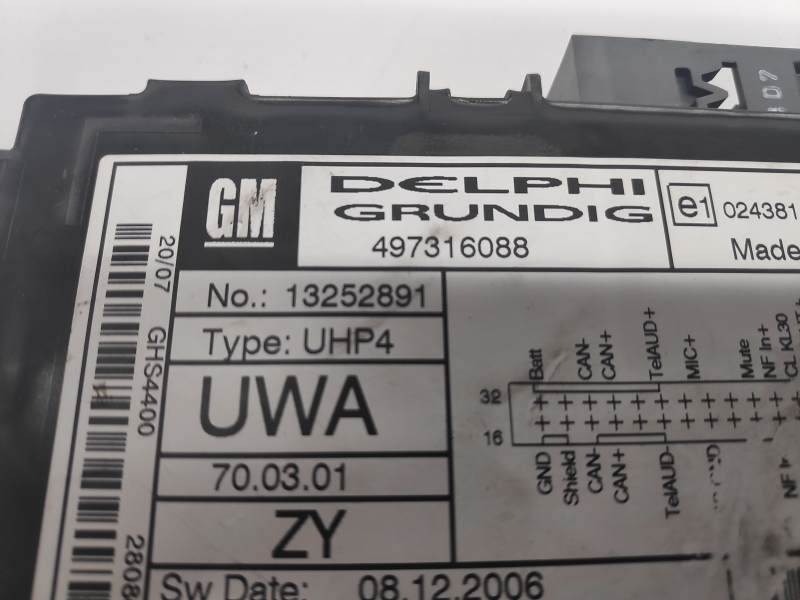 GM
DELPHI
GRUNDIG
497316088
e1
024381
Made
No.: 13252891
Type: UHP4
UWA
70.03.01
ZY
Sw Date: 08.12.2006
20/07 GHS4400
2808
32
16
Batt
CAN-
CAN+
TelAUD+
MIC+
Mute
NF In+
CL KL30
GND
Shield
CAN-
CAN+
TelAUD-
07